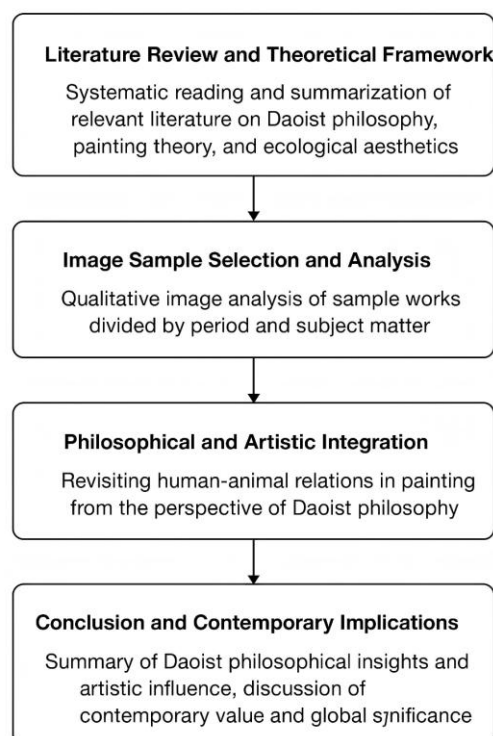 Literature Review and Theoretical Framework
Systematic reading and summarization of
relevant literature on Daoist philosophy,
painting theory, and ecological aesthetics
Image Sample Selection and Analysis
Qualitative image analysis of sample works
divided by period and subject matter
Philosophical and Artistic Integration
Revisiting human-animal relations in painting
from the perspective of Daoist philosophy
Conclusion and Contemporary Implications
Summary of Daoist philosophical insights and
artistic influence, discussion of
contemporary value and global sȷnificance